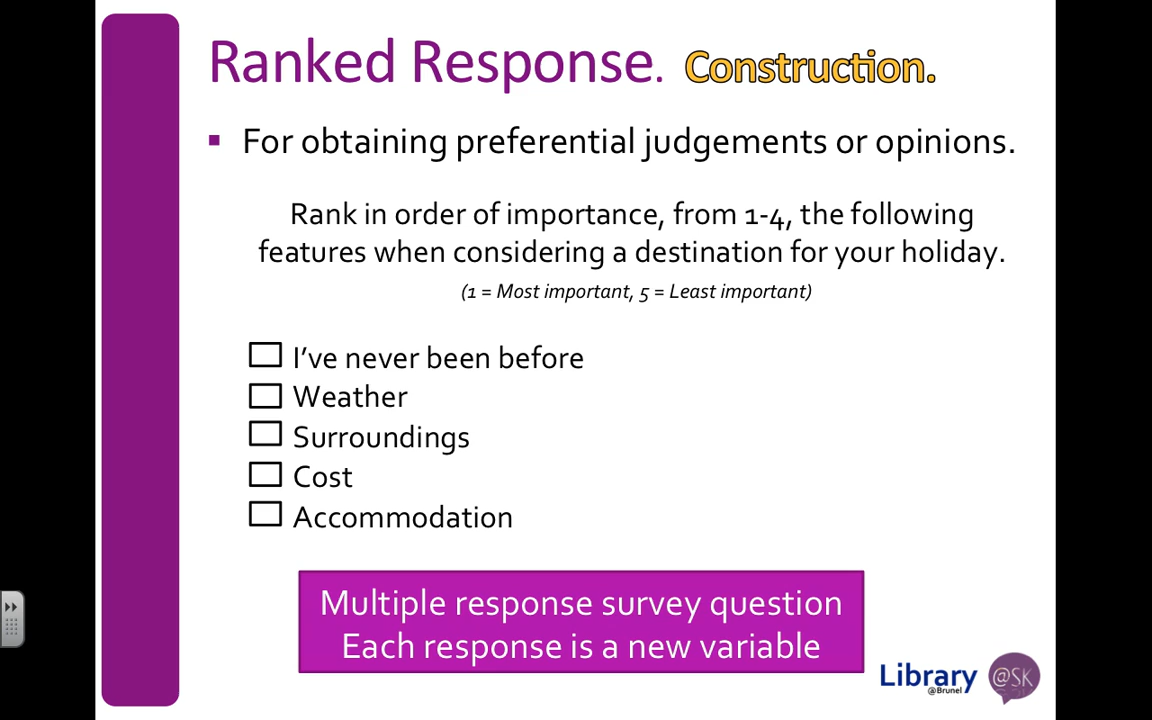 Ranked Response. Construction.
▪ For obtaining preferential judgements or opinions.
Rank in order of importance, from 1-4, the following
features when considering a destination for your holiday.
(1 = Most important, 5 = Least important)
I’ve never been before
Weather
Surroundings
Cost
Accommodation
Multiple response survey question
Each response is a new variable
Library
@Brunel
@SK